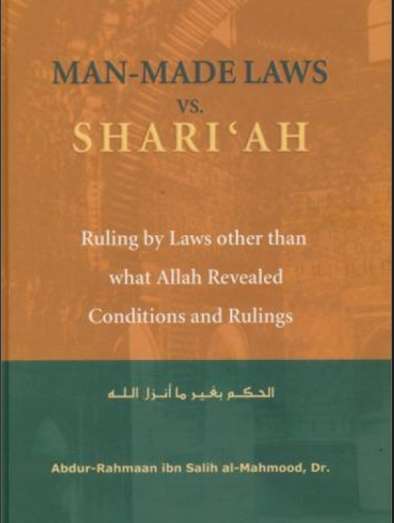 MAN-MADE LAWS
VS.
SHARI‘AH
Ruling by Laws other than
what Allah Revealed
Conditions and Rulings
الحكم بغير ما أنزل الله
Abdur-Rahmaan ibn Salih al-Mahmood, Dr.